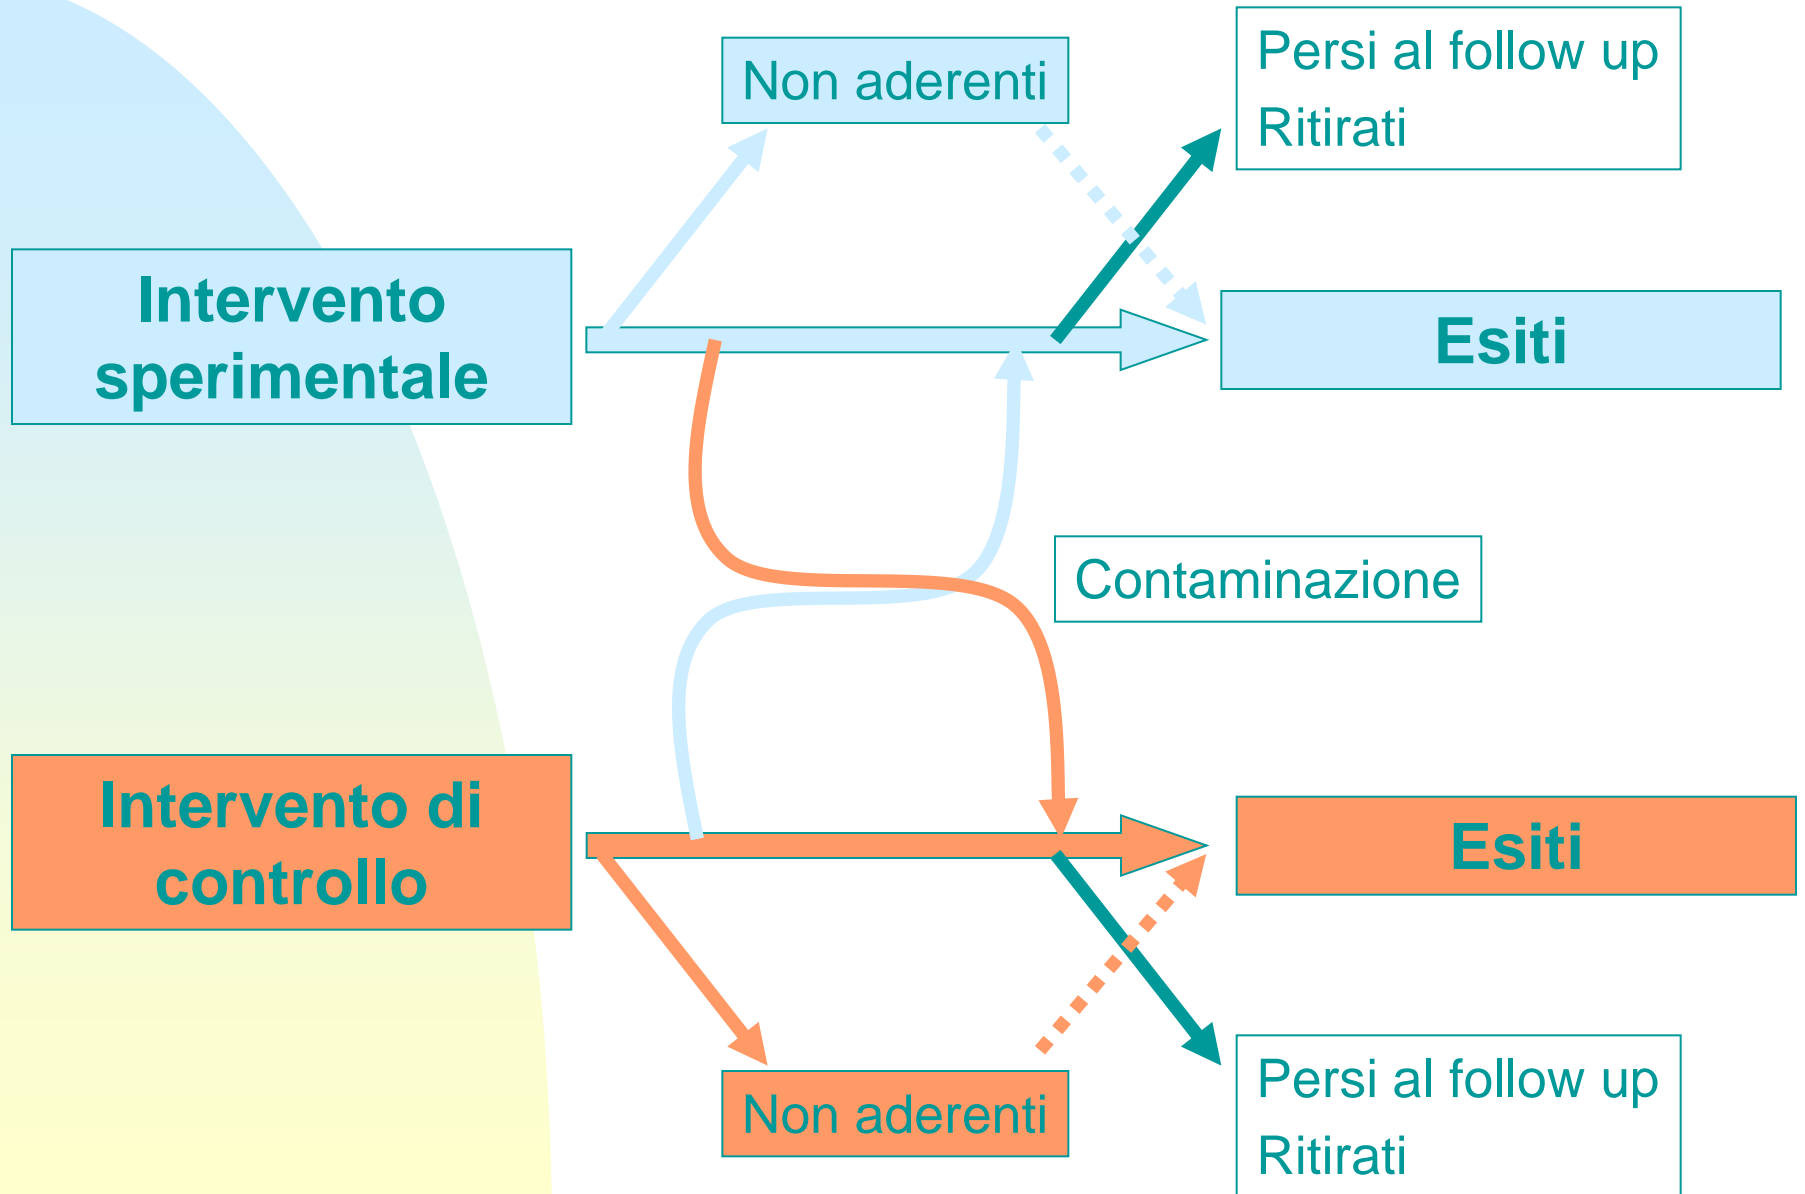 Non aderenti
Persi al follow up
Ritirati
Intervento
sperimentale
Esiti
Contaminazione
Intervento di
controllo
Esiti
Non aderenti
Persi al follow up
Ritirati